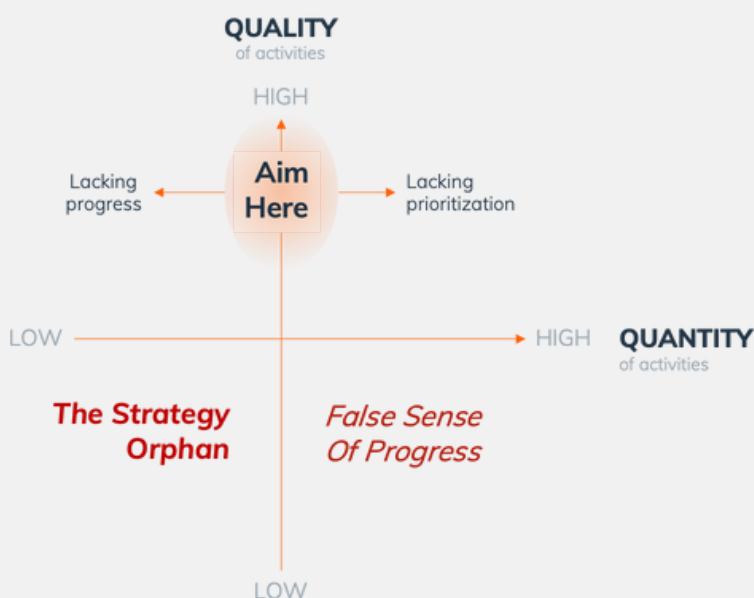 QUALITY
of activities
HIGH
Aim
Here
Lacking
progress
Lacking
prioritization
LOW
HIGH
QUANTITY
of activities
The Strategy
Orphan
False Sense
Of Progress
LOW